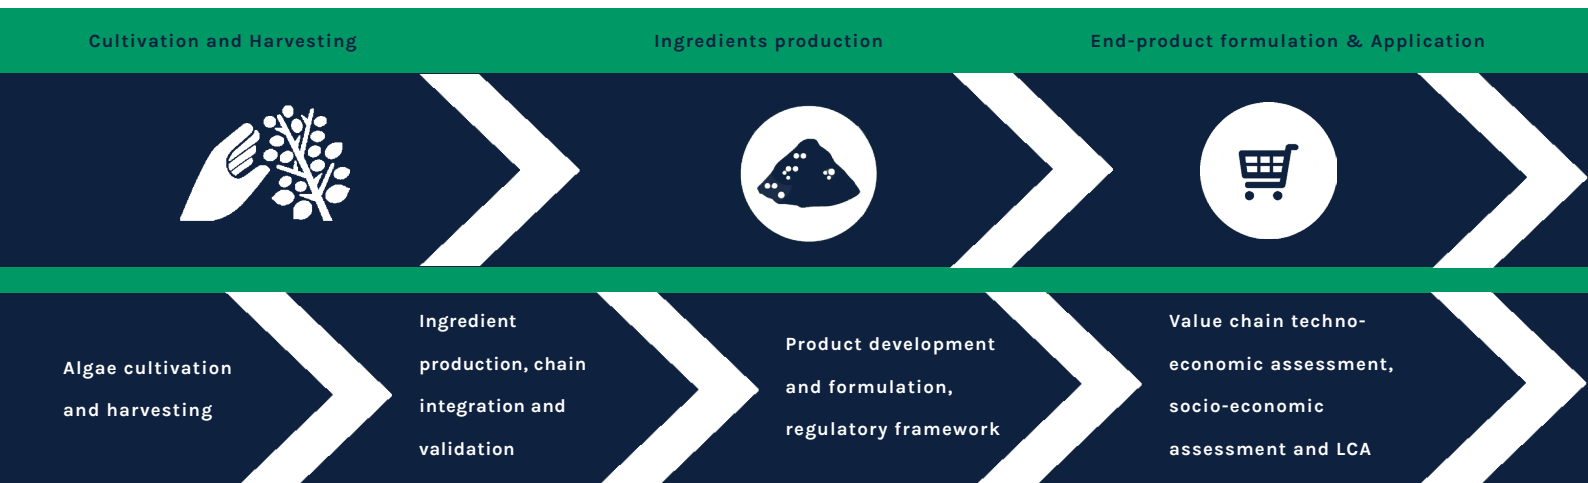 Cultivation and Harvesting
Ingredients production
End-product formulation & Application
Algae cultivation
and harvesting
Ingredient
production, chain
integration and
validation
Product development
and formulation,
regulatory framework
Value chain techno-
economic assessment,
socio-economic
assessment and LCA